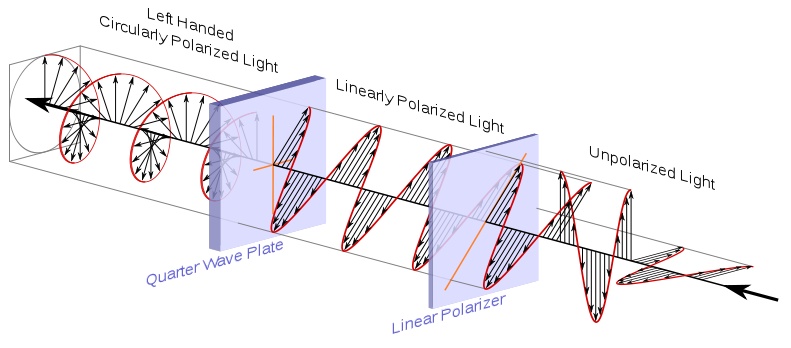 Left Handed
Circularly Polarized Light
Linearly Polarized Light
Unpolarized Light
Quarter Wave Plate
Linear Polarizer